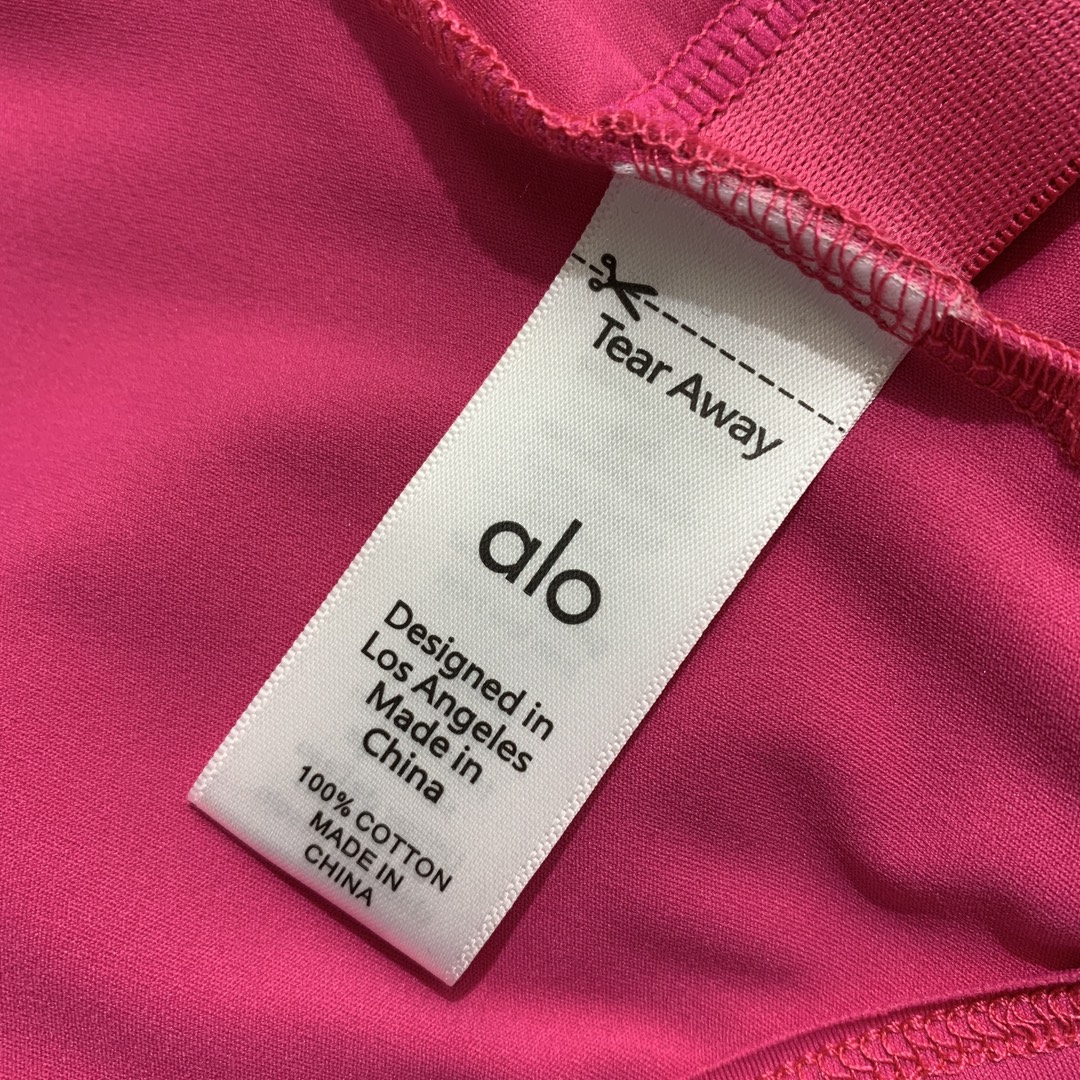 Tear Away
alo
Designed in
Los Angeles
Made in
China
100% COTTON
MADE IN
CHINA